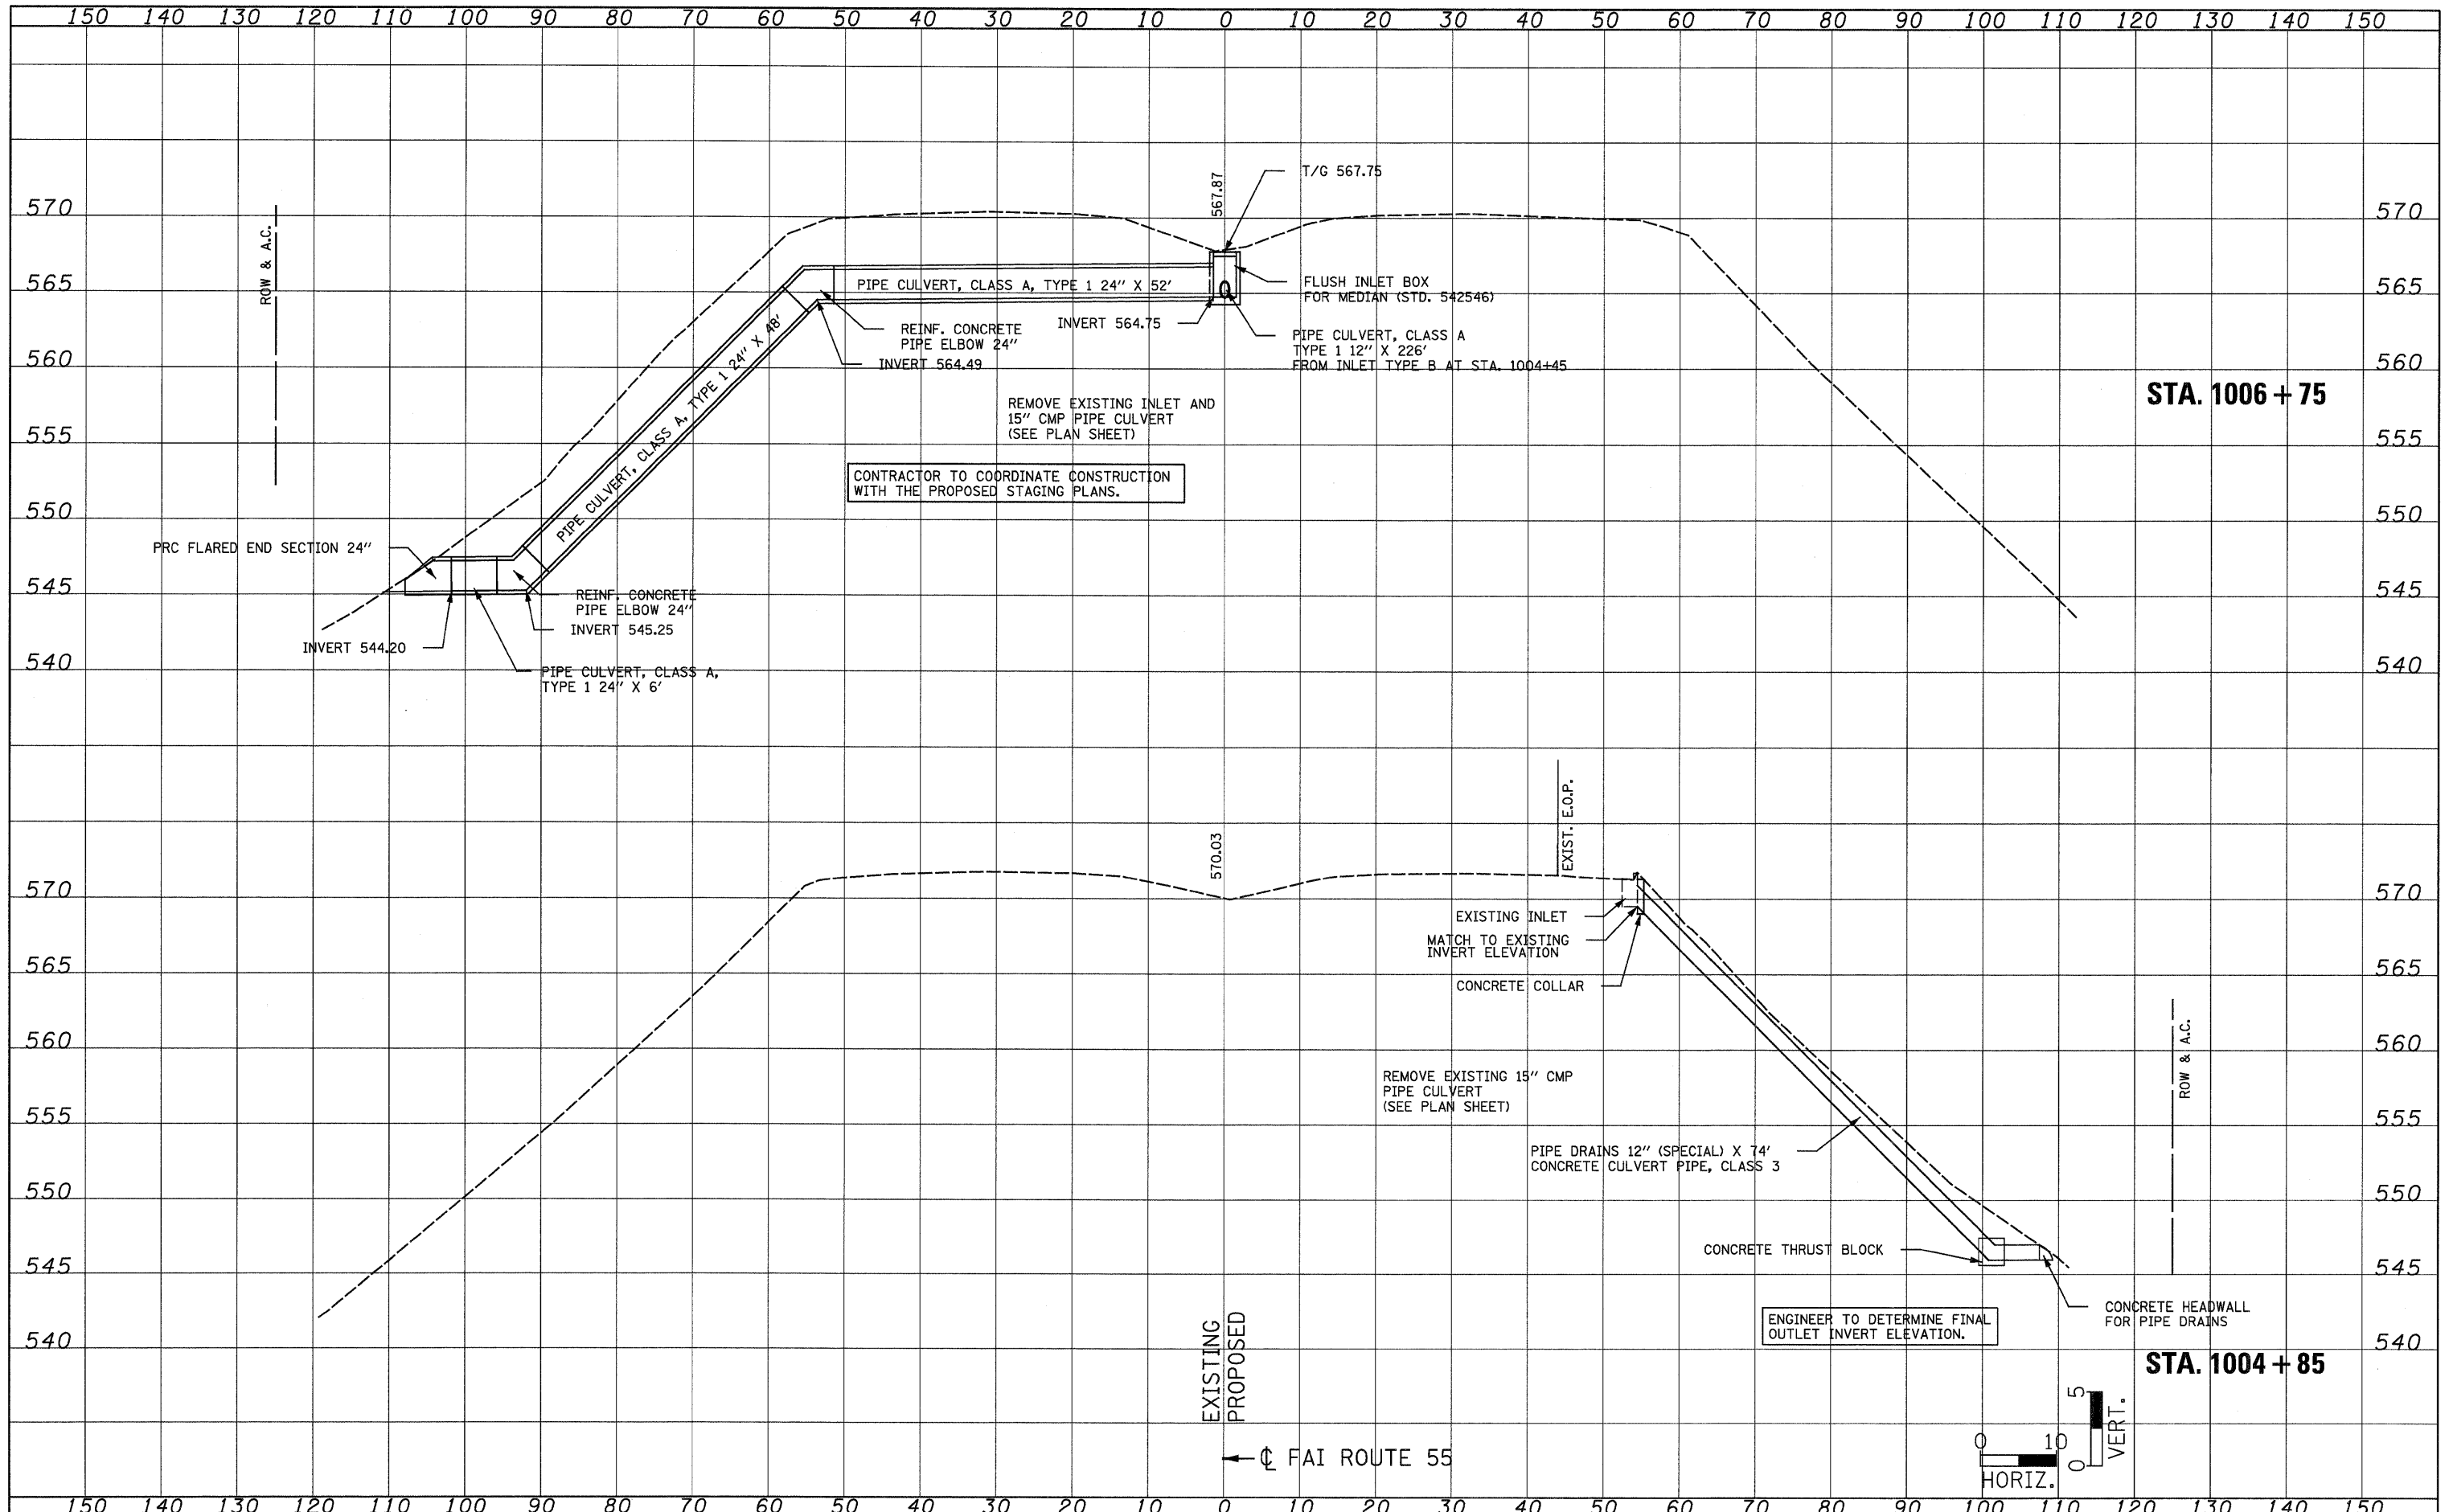 150 140 130 120 110 100 90 80 70 60 50 40 30 20 10 0 10 20 30 40 50 60 70 80 90 100 110 120 130 140 150
T/G 567.75
567.87
570 570
ROW & A.C.
565 565
PIPE CULVERT, CLASS A, TYPE 1 24" X 52'
FLUSH INLET BOX
FOR MEDIAN (STD. 542546)
INVERT 564.75
REINF. CONCRETE
PIPE ELBOW 24"
INVERT 564.49
PIPE CULVERT, CLASS A
TYPE 1 12" X 226'
FROM INLET TYPE B AT STA. 1004+45
560 560
PIPE CULVERT, CLASS A, TYPE 1 24" X 48'
STA. 1006+75
REMOVE EXISTING INLET AND
15" CMP PIPE CULVERT
(SEE PLAN SHEET)
555 555
CONTRACTOR TO COORDINATE CONSTRUCTION
WITH THE PROPOSED STAGING PLANS.
550 550
PRC FLARED END SECTION 24"
545 545
REINF. CONCRETE
PIPE ELBOW 24"
INVERT 545.25
INVERT 544.20
540 540
PIPE CULVERT, CLASS A,
TYPE 1 24" X 6'
EXIST. E.O.P.
570.03
570 570
EXISTING INLET
MATCH TO EXISTING
INVERT ELEVATION
565 565
CONCRETE COLLAR
560 560
ROW & A.C.
REMOVE EXISTING 15" CMP
PIPE CULVERT
(SEE PLAN SHEET)
555 555
PIPE DRAINS 12" (SPECIAL) X 74'
CONCRETE CULVERT PIPE, CLASS 3
550 550
CONCRETE THRUST BLOCK
545 545
CONCRETE HEADWALL
FOR PIPE DRAINS
ENGINEER TO DETERMINE FINAL
OUTLET INVERT ELEVATION.
540 540
EXISTING
PROPOSED
STA. 1004+85
℄ FAI ROUTE 55
0 10
HORIZ.
0 5
VERT.
150 140 130 120 110 100 90 80 70 60 50 40 30 20 10 0 10 20 30 40 50 60 70 80 90 100 110 120 130 140 150